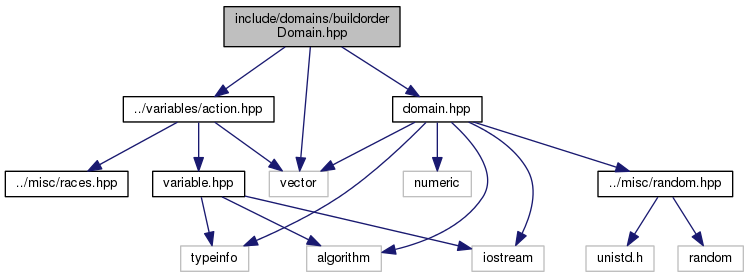 include/domains/buildorder
Domain.hpp
../variables/action.hpp
domain.hpp
../misc/races.hpp
variable.hpp
vector
numeric
../misc/random.hpp
typeinfo
algorithm
iostream
unistd.h
random